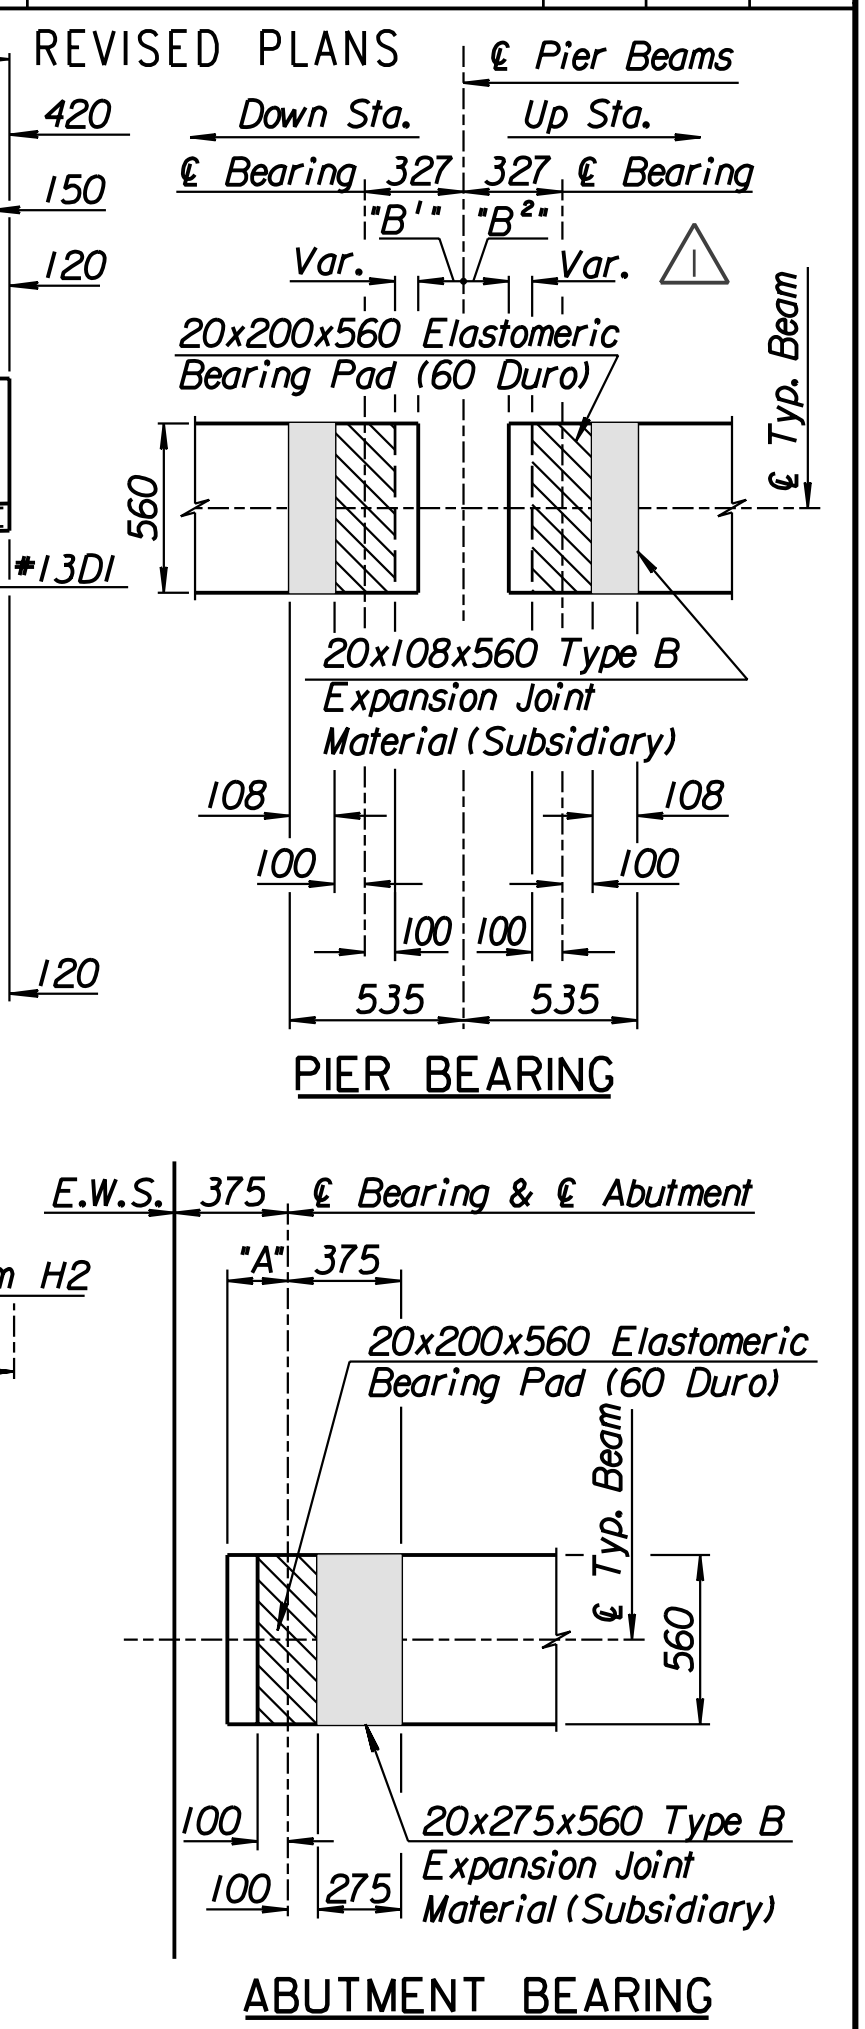 REVISED PLANS
℄ Pier Beams
420
Down Sta.
Up Sta.
150
℄ Bearing
327
327
℄ Bearing
"B¹"
"B²"
120
Var.
Var.
1
20x200x560 Elastomeric
Bearing Pad (60 Duro)
℄ Typ. Beam
560
#13D1
20x108x560 Type B
Expansion Joint
Material (Subsidiary)
108
108
100
100
100
100
120
535
535
PIER BEARING
E.W.S.
375
℄ Bearing & ℄ Abutment
"A"
375
H2
20x200x560 Elastomeric
Bearing Pad (60 Duro)
℄ Typ. Beam
560
100
20x275x560 Type B
Expansion Joint
Material (Subsidiary)
100
275
ABUTMENT BEARING